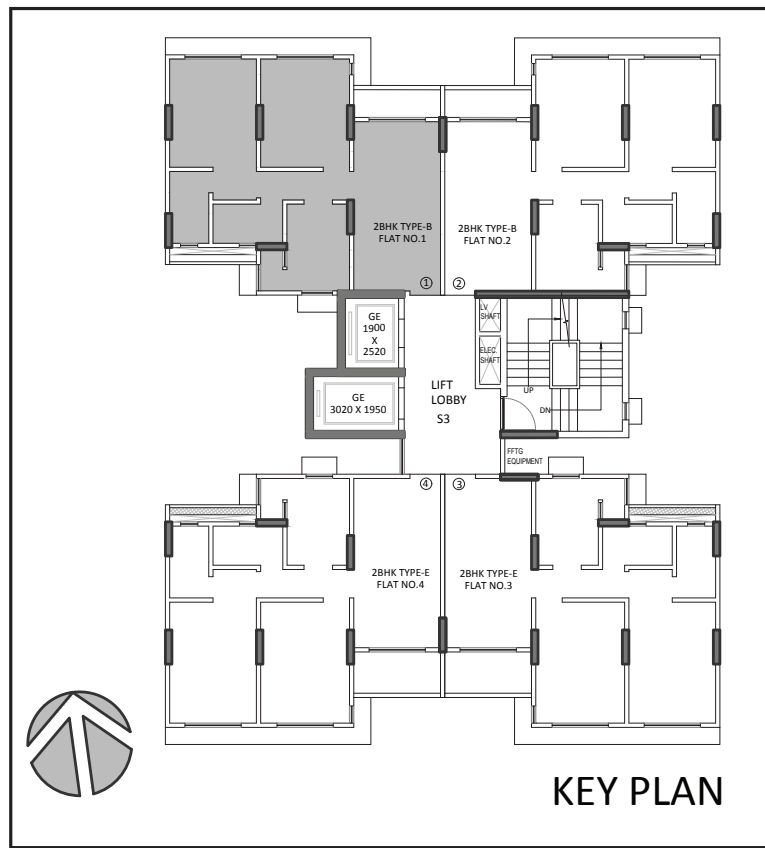 2BHK TYPE-B
FLAT NO.1
2BHK TYPE-B
FLAT NO.2
1
2
GE
1900
X
2520
LV
SHAFT
ELEC.
SHAFT
UP
DN
LIFT
LOBBY
S3
GE
3020 X 1950
FFTG
EQUIPMENT
4
3
2BHK TYPE-E
FLAT NO.4
2BHK TYPE-E
FLAT NO.3
KEY PLAN